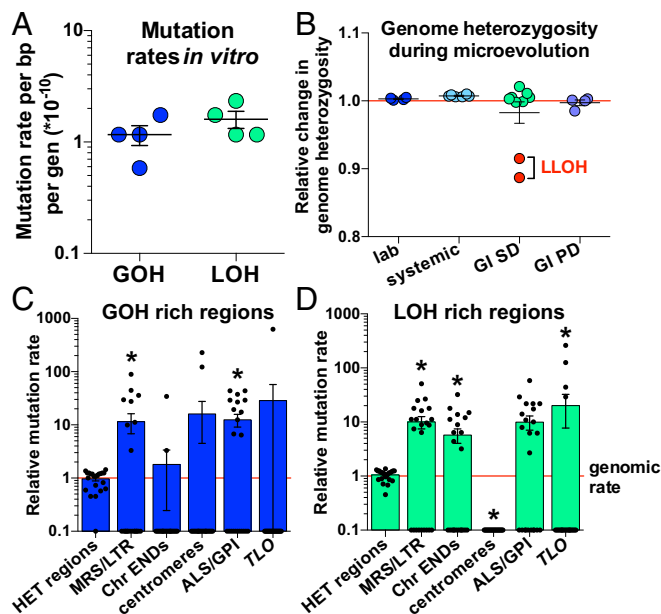 A
Mutation
rates in vitro
Mutation rate per bp
per gen (*10-10)
1
0.1
GOH
LOH
B
Genome heterozygosity
during microevolution
Relative change in
genome heterozygosity
1.1
1.0
0.9
0.8
LLOH
lab
systemic
GI SD
GI PD
C
GOH rich regions
Relative mutation rate
1000
100
10
1
0.1
*
*
HET regions
MRS/LTR
Chr ENDs
centromeres
ALS/GPI
TLO
D
LOH rich regions
Relative mutation rate
1000
100
10
1
0.1
*
*
*
*
genomic
rate
HET regions
MRS/LTR
Chr ENDs
centromeres
ALS/GPI
TLO